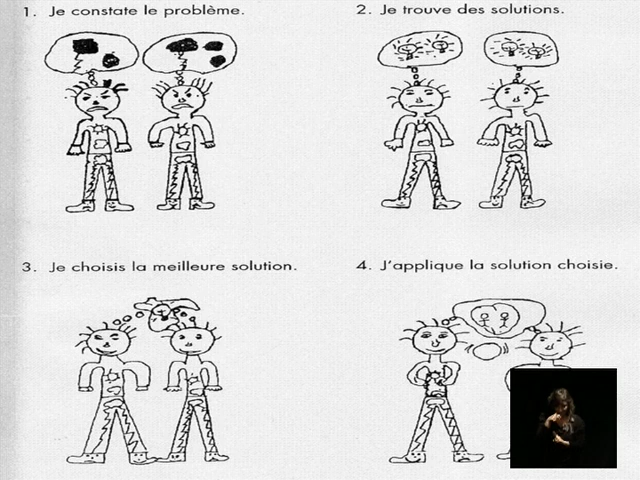 1. Je constate le problème.
2. Je trouve des solutions.
3. Je choisis la meilleure solution.
4. J'applique la solution choisie.